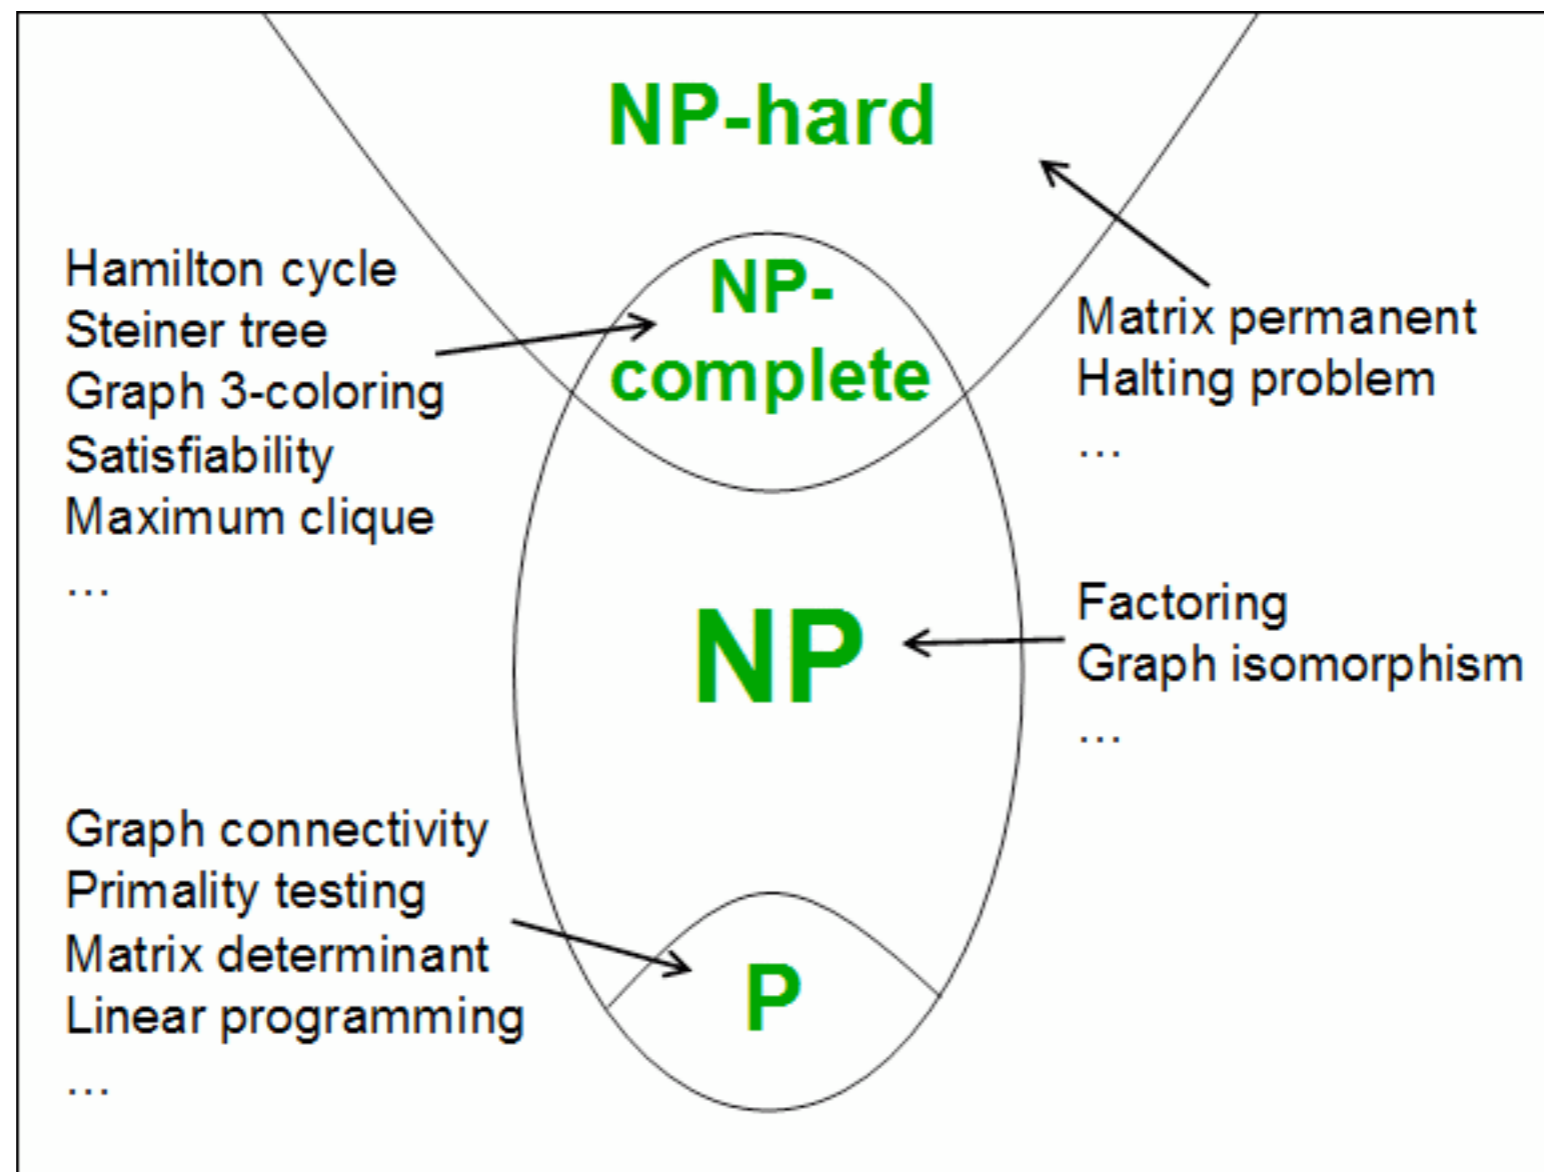 NP-hard
Hamilton cycle
Steiner tree
Graph 3-coloring
Satisfiability
Maximum clique
…
NP-
complete
Matrix permanent
Halting problem
…
NP
Factoring
Graph isomorphism
…
Graph connectivity
Primality testing
Matrix determinant
Linear programming
…
P